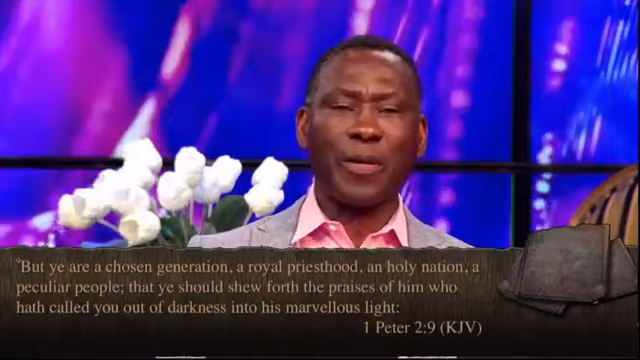 ⁹But ye are a chosen generation, a royal priesthood, an holy nation, a
peculiar people; that ye should shew forth the praises of him who
hath called you out of darkness into his marvellous light:
1 Peter 2:9 (KJV)